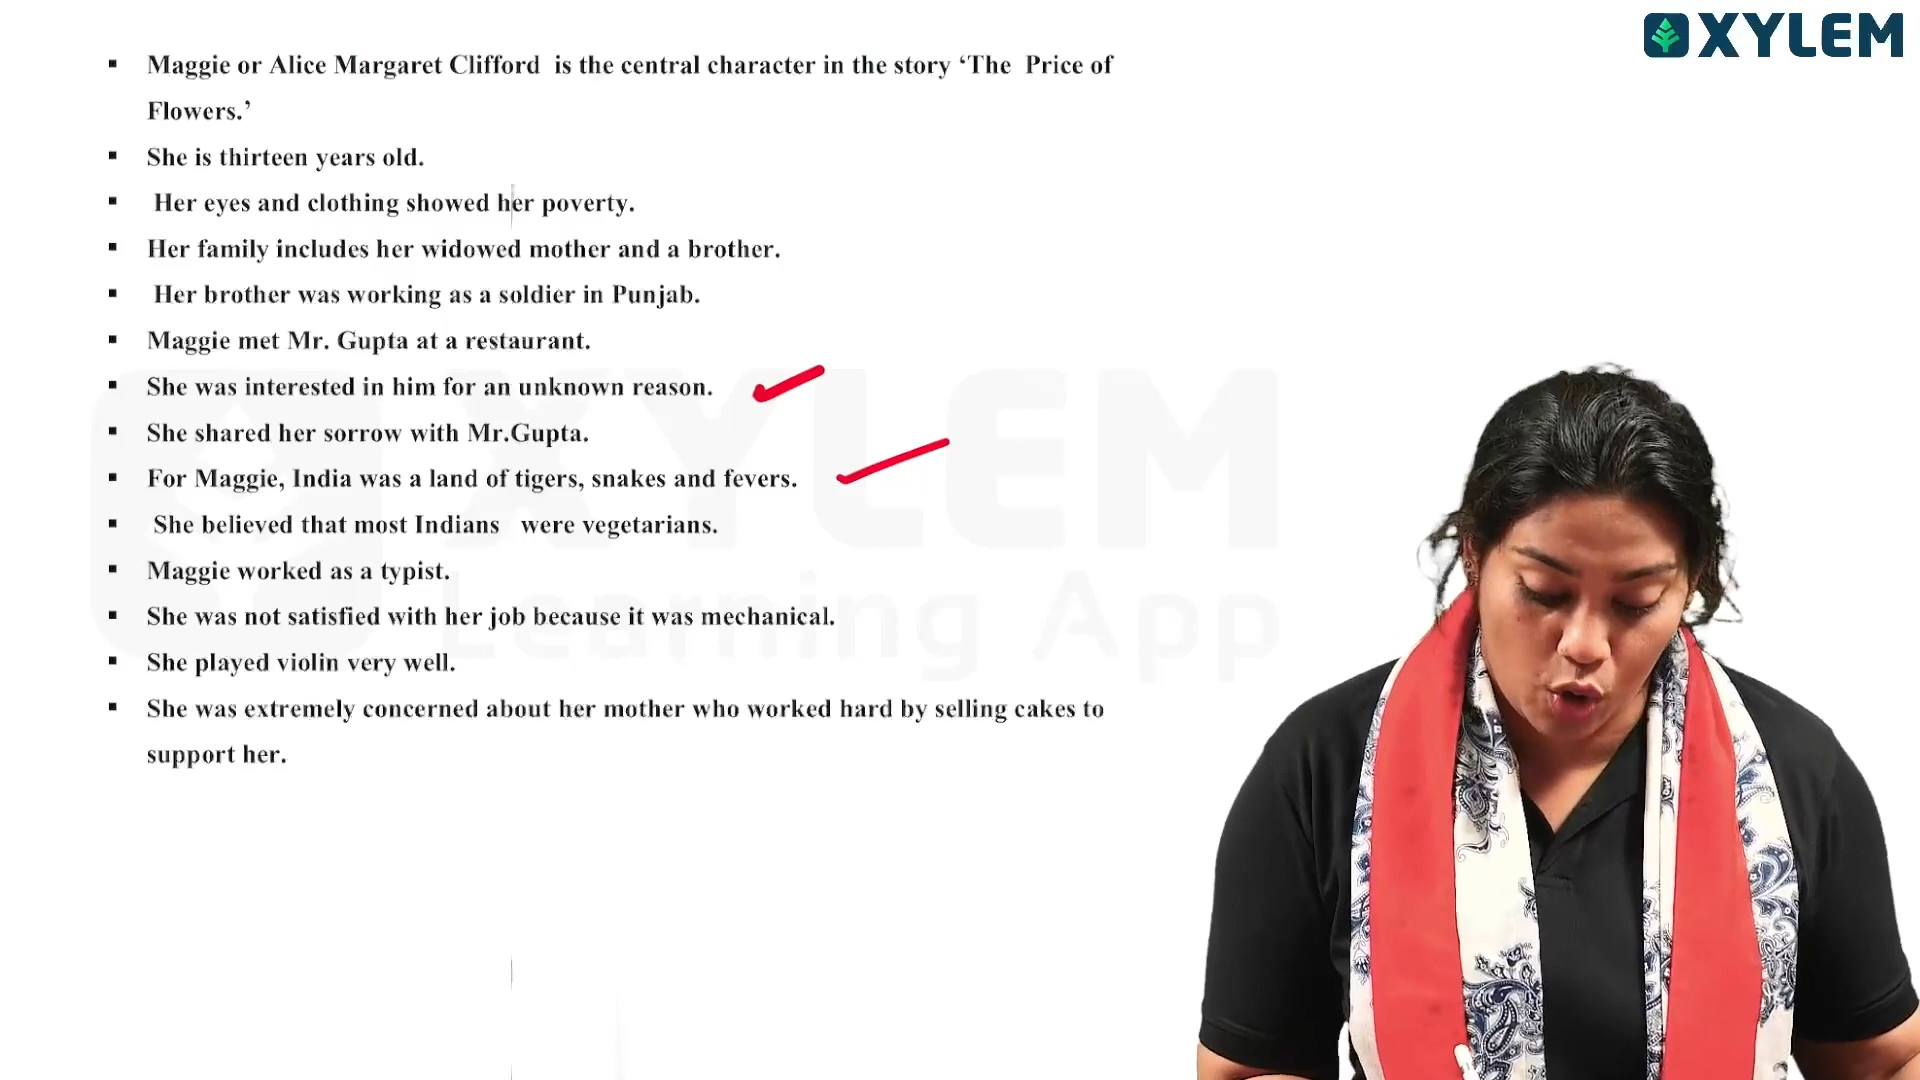 XYLEM
▪ Maggie or Alice Margaret Clifford is the central character in the story ‘The Price of
Flowers.’
▪ She is thirteen years old.
▪ Her eyes and clothing showed her poverty.
▪ Her family includes her widowed mother and a brother.
▪ Her brother was working as a soldier in Punjab.
▪ Maggie met Mr. Gupta at a restaurant.
▪ She was interested in him for an unknown reason.
▪ She shared her sorrow with Mr.Gupta.
▪ For Maggie, India was a land of tigers, snakes and fevers.
▪ She believed that most Indians were vegetarians.
▪ Maggie worked as a typist.
▪ She was not satisfied with her job because it was mechanical.
▪ She played violin very well.
▪ She was extremely concerned about her mother who worked hard by selling cakes to
support her.
XYLEM
Learning App